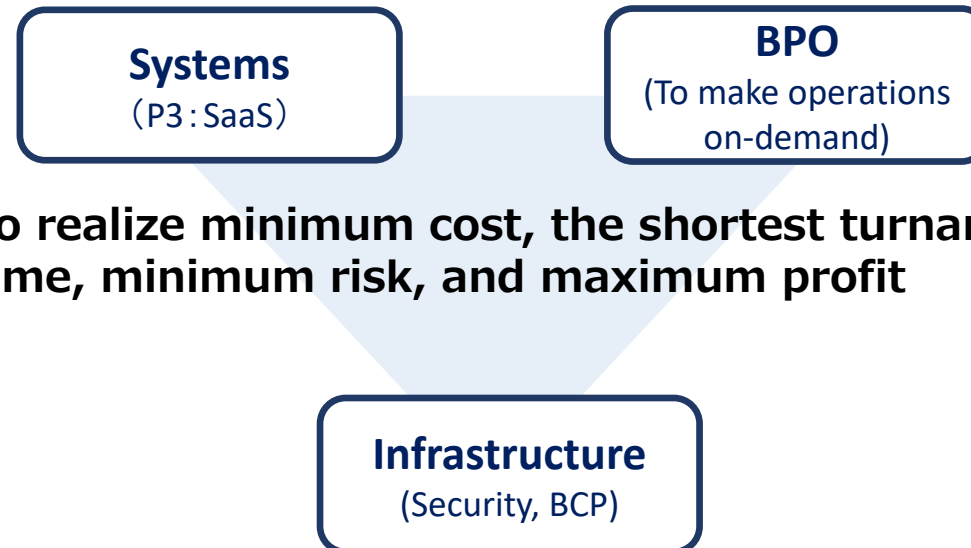 Systems
（P3：SaaS）
BPO
(To make operations
on-demand)
o realize minimum cost, the shortest turnar
me, minimum risk, and maximum profit
Infrastructure
(Security, BCP)